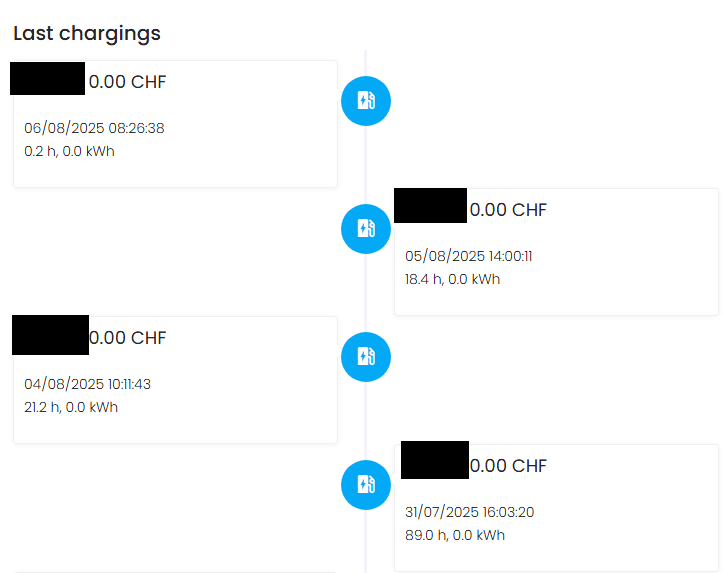 Last chargings
0.00 CHF
06/08/2025 08:26:38
0.2 h, 0.0 kWh
0.00 CHF
05/08/2025 14:00:11
18.4 h, 0.0 kWh
0.00 CHF
04/08/2025 10:11:43
21.2 h, 0.0 kWh
0.00 CHF
31/07/2025 16:03:20
89.0 h, 0.0 kWh